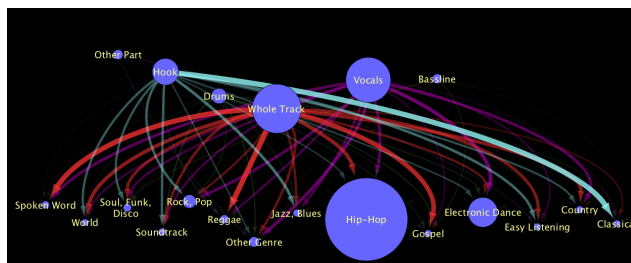 Other Part
Hook
Vocals
Bassline
Drums
Whole Track
Spoken Word
World
Soul, Funk,
Disco
Soundtrack
Rock, Pop
Reggae
Other Genre
Jazz, Blues
Hip-Hop
Gospel
Electronic Dance
Easy Listening
Country
Classica